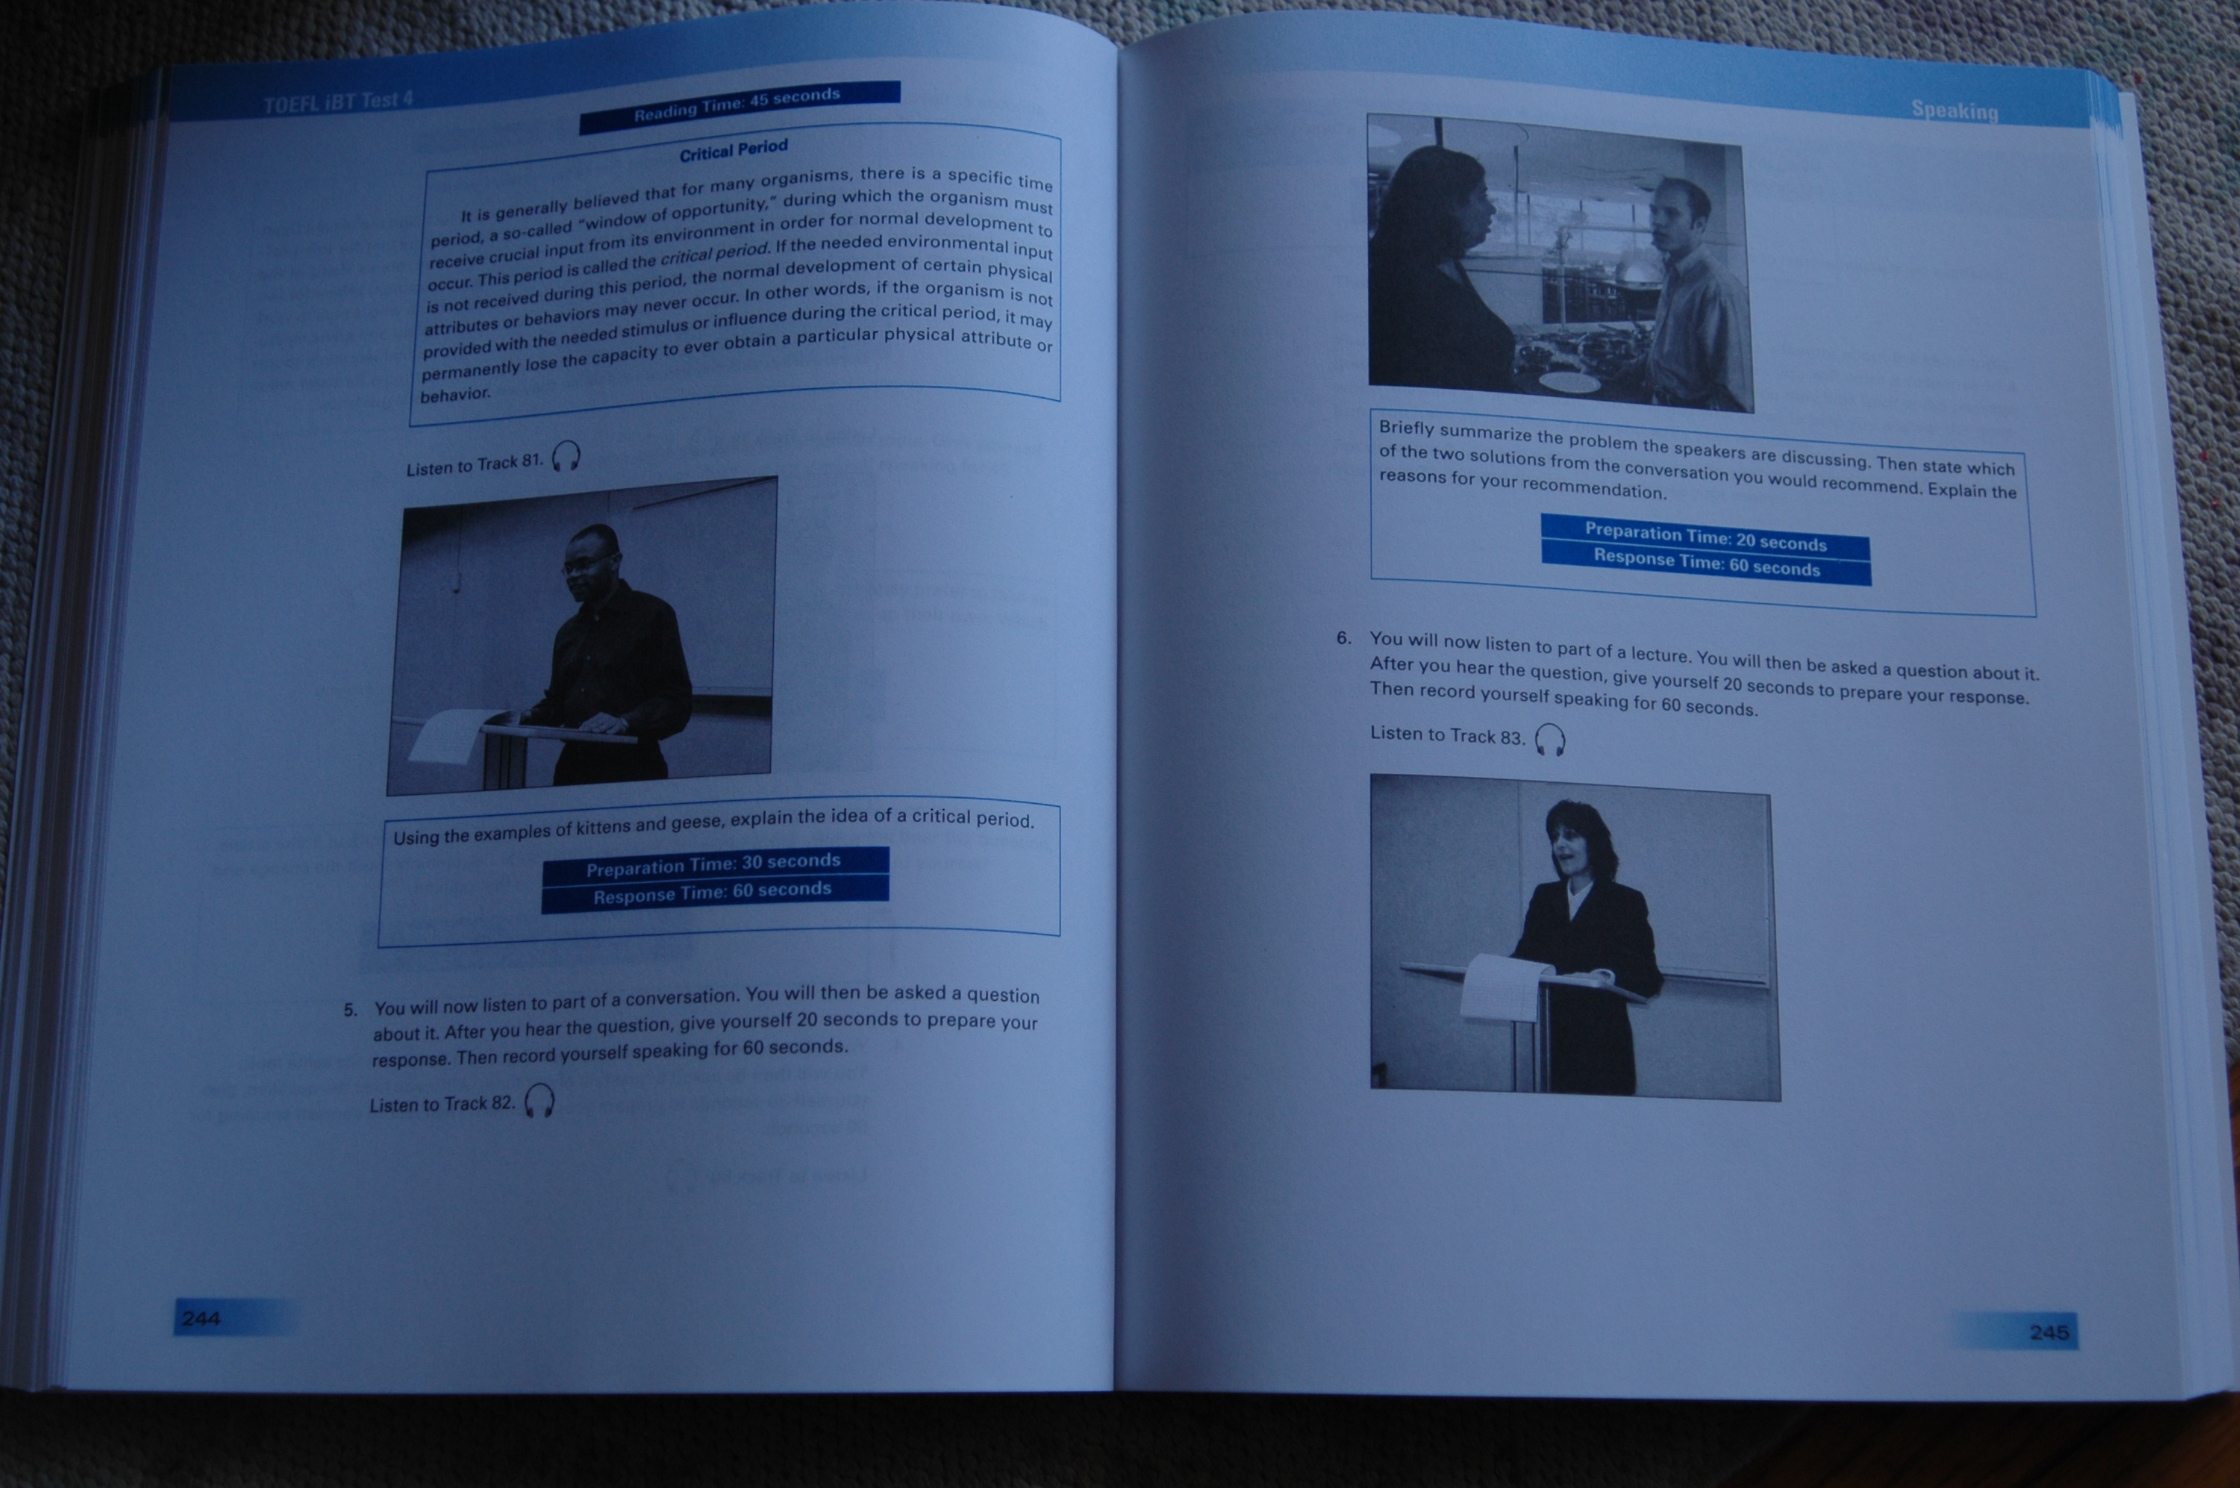 TOEFL iBT Test 4
Reading Time: 45 seconds
Critical Period
It is generally believed that for many organisms, there is a specific time
period, a so-called “window of opportunity,” during which the organism must
receive crucial input from its environment in order for normal development to
occur. This period is called the critical period. If the needed environmental input
is not received during this period, the normal development of certain physical
attributes or behaviors may never occur. In other words, if the organism is not
provided with the needed stimulus or influence during the critical period, it may
permanently lose the capacity to ever obtain a particular physical attribute or
behavior.
Listen to Track 81.
Using the examples of kittens and geese, explain the idea of a critical period.
Preparation Time: 30 seconds
Response Time: 60 seconds
5. You will now listen to part of a conversation. You will then be asked a question
about it. After you hear the question, give yourself 20 seconds to prepare your
response. Then record yourself speaking for 60 seconds.
Listen to Track 82.
244
Speaking
Briefly summarize the problem the speakers are discussing. Then state which
of the two solutions from the conversation you would recommend. Explain the
reasons for your recommendation.
Preparation Time: 20 seconds
Response Time: 60 seconds
6. You will now listen to part of a lecture. You will then be asked a question about it.
After you hear the question, give yourself 20 seconds to prepare your response.
Then record yourself speaking for 60 seconds.
Listen to Track 83.
245